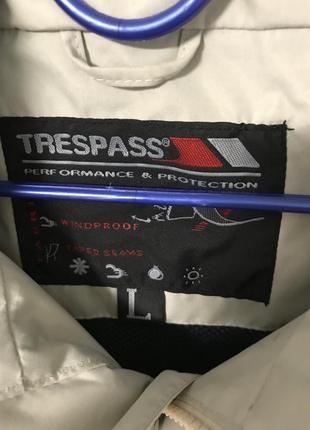 TRESPASS®
PERFORMANCE & PROTECTION
WINDPROOF
TAPED SEAMS
L